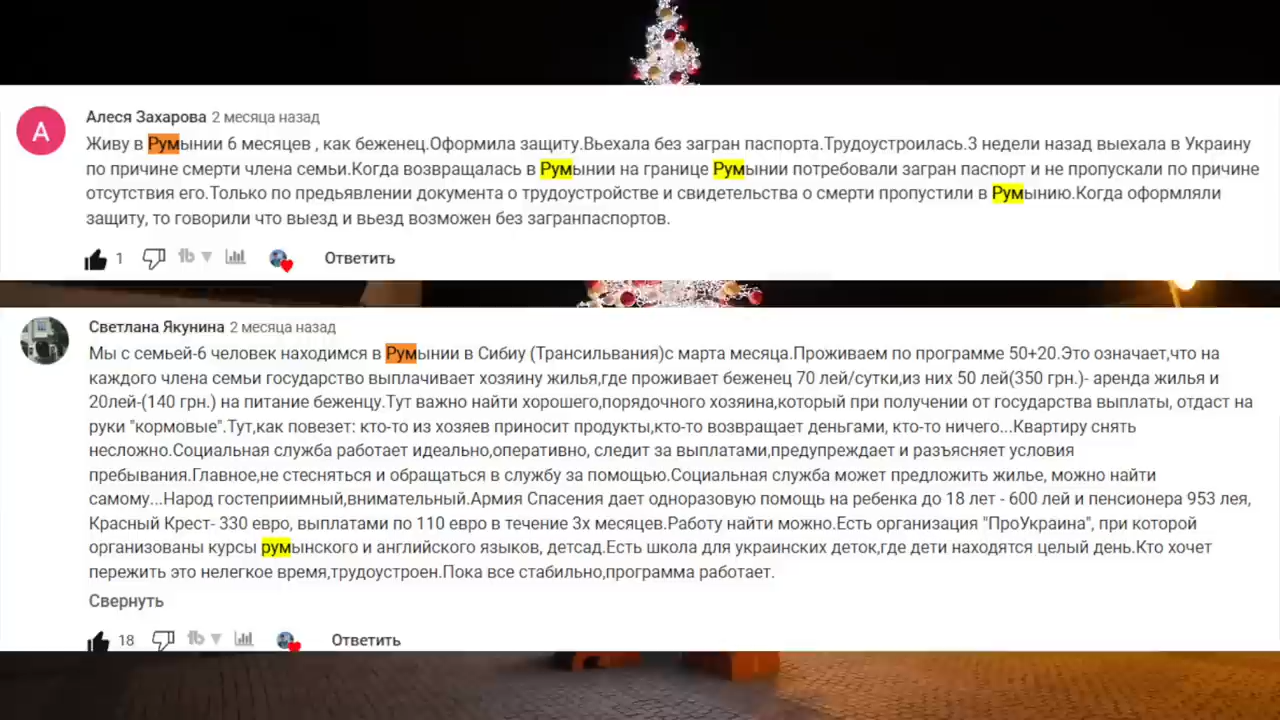 А
Алеся Захарова 2 месяца назад
Живу в Румынии 6 месяцев , как беженец.Оформила защиту.Вьехала без загран паспорта.Трудоустроилась.3 недели назад выехала в Украину
по причине смерти члена семьи.Когда возвращалась в Румынии на границе Румынии потребовали загран паспорт и не пропускали по причине
отсутствия его.Только по предьявлении документа о трудоустройстве и свидетельства о смерти пропустили в Румынию.Когда оформляли
защиту, то говорили что выезд и вьезд возможен без загранпаспортов.
1 Ответить
Светлана Якунина 2 месяца назад
Мы с семьей-6 человек находимся в Румынии в Сибиу (Трансильвания)с марта месяца.Проживаем по программе 50+20.Это означает,что на
каждого члена семьи государство выплачивает хозяину жилья,где проживает беженец 70 лей/сутки,из них 50 лей(350 грн.)- аренда жилья и
20лей-(140 грн.) на питание беженцу.Тут важно найти хорошего,порядочного хозяина,который при получении от государства выплаты, отдаст на
руки "кормовые".Тут,как повезет: кто-то из хозяев приносит продукты,кто-то возвращает деньгами, кто-то ничего...Квартиру снять
несложно.Социальная служба работает идеально,оперативно, следит за выплатами,предупреждает и разъясняет условия
пребывания.Главное,не стесняться и обращаться в службу за помощью.Социальная служба может предложить жилье, можно найти
самому...Народ гостеприимный,внимательный.Армия Спасения дает одноразовую помощь на ребенка до 18 лет - 600 лей и пенсионера 953 лея,
Красный Крест- 330 евро, выплатами по 110 евро в течение 3х месяцев.Работу найти можно.Есть организация "ПроУкраина", при которой
организованы курсы румынского и английского языков, детсад.Есть школа для украинских деток,где дети находятся целый день.Кто хочет
пережить это нелегкое время,трудоустроен.Пока все стабильно,программа работает.
Свернуть
18 Ответить